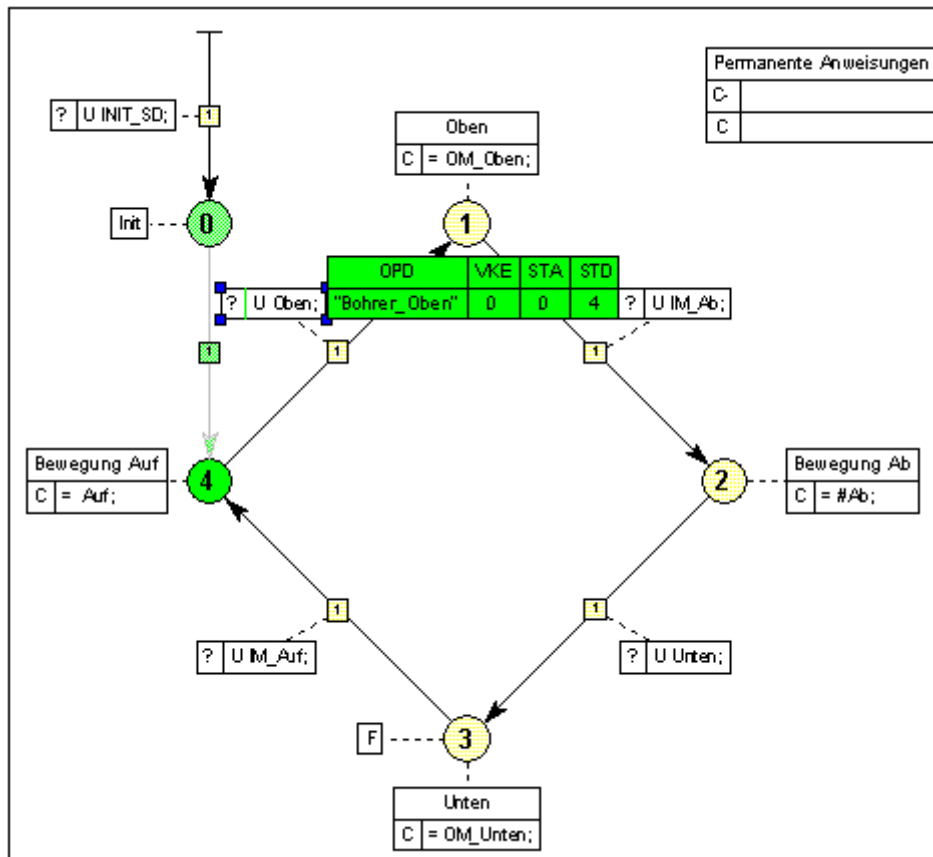 Permanente Anweisungen
C-
C
1
? U INIT_SD;
Oben
C = OM_Oben;
Init
0
1
OPD VKE STA STD
? U Oben; "Bohrer_Oben" 0 0 4 ? U IM_Ab;
1
1
1
Bewegung Auf
C = Auf;
4
2
Bewegung Ab
C = #Ab;
1
1
? U IM_Auf;
? U Unten;
F
3
Unten
C = OM_Unten;